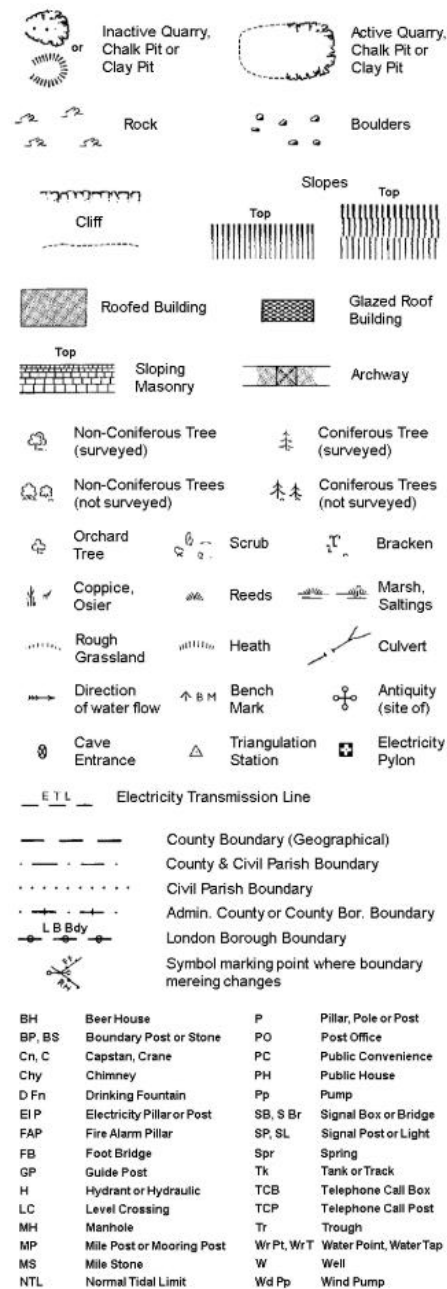 or
Inactive Quarry,
Chalk Pit or
Clay Pit
Active Quarry,
Chalk Pit or
Clay Pit
Rock
Boulders
Slopes
Cliff
Top
Top
Roofed Building
Glazed Roof
Building
Top
Sloping
Masonry
Archway
Non-Coniferous Tree
(surveyed)
Coniferous Tree
(surveyed)
Non-Coniferous Trees
(not surveyed)
Coniferous Trees
(not surveyed)
Orchard
Tree
Scrub
Bracken
Coppice,
Osier
Reeds
Marsh,
Saltings
Rough
Grassland
Heath
Culvert
Direction
of water flow
B M
Bench
Mark
Antiquity
(site of)
Cave
Entrance
Triangulation
Station
Electricity
Pylon
E T L Electricity Transmission Line
County Boundary (Geographical)
County & Civil Parish Boundary
Civil Parish Boundary
Admin. County or County Bor. Boundary
L B Bdy
London Borough Boundary
Symbol marking point where boundary
mereing changes
BH Beer House P Pillar, Pole or Post
BP, BS Boundary Post or Stone PO Post Office
Cn, C Capstan, Crane PC Public Convenience
Chy Chimney PH Public House
D Fn Drinking Fountain Pp Pump
El P Electricity Pillar or Post SB, S Br Signal Box or Bridge
FAP Fire Alarm Pillar SP, SL Signal Post or Light
FB Foot Bridge Spr Spring
GP Guide Post Tk Tank or Track
H Hydrant or Hydraulic TCB Telephone Call Box
LC Level Crossing TCP Telephone Call Post
MH Manhole Tr Trough
MP Mile Post or Mooring Post Wr Pt, Wr T Water Point, Water Tap
MS Mile Stone W Well
NTL Normal Tidal Limit Wd Pp Wind Pump